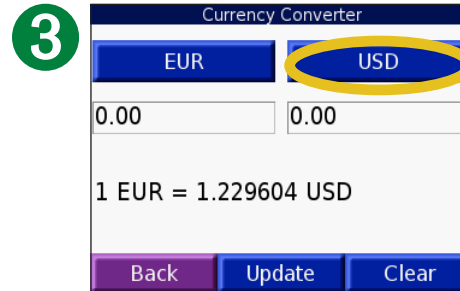 3
Currency Converter
EUR USD
0.00 0.00
1 EUR = 1.229604 USD
Back Update Clear